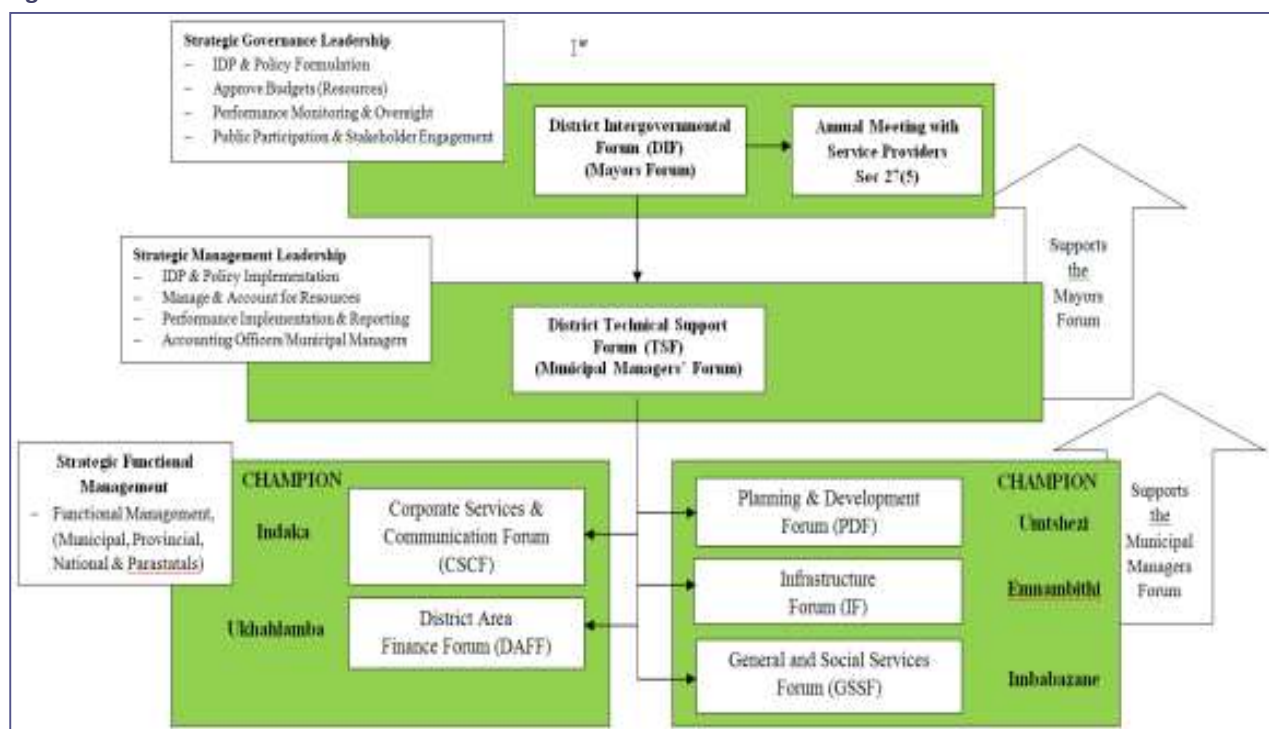 Strategic Governance Leadership
– IDP & Policy Formulation
– Approve Budgets (Resources)
– Performance Monitoring & Oversight
– Public Participation & Stakeholder Engagement
District Intergovernmental
Forum (DIF)
(Mayors Forum)
Annual Meeting with
Service Providers
Sec 27(5)
Supports
the
Mayors
Forum
Strategic Management Leadership
– IDP & Policy Implementation
– Manage & Account for Resources
– Performance Implementation & Reporting
– Accounting Officers/Municipal Managers
District Technical Support
Forum (TSF)
(Municipal Managers' Forum)
Strategic Functional
Management
– Functional Management,
(Municipal, Provincial,
National & Parastatals)
CHAMPION
Indaka
Corporate Services &
Communication Forum
(CSCF)
Ukhahlamba
District Area
Finance Forum (DAFF)
Planning & Development
Forum (PDF)
CHAMPION
Umtshezi
Infrastructure
Forum (IF)
Emnambithi
General and Social Services
Forum (GSSF)
Imbabazane
Supports
the
Municipal
Managers
Forum